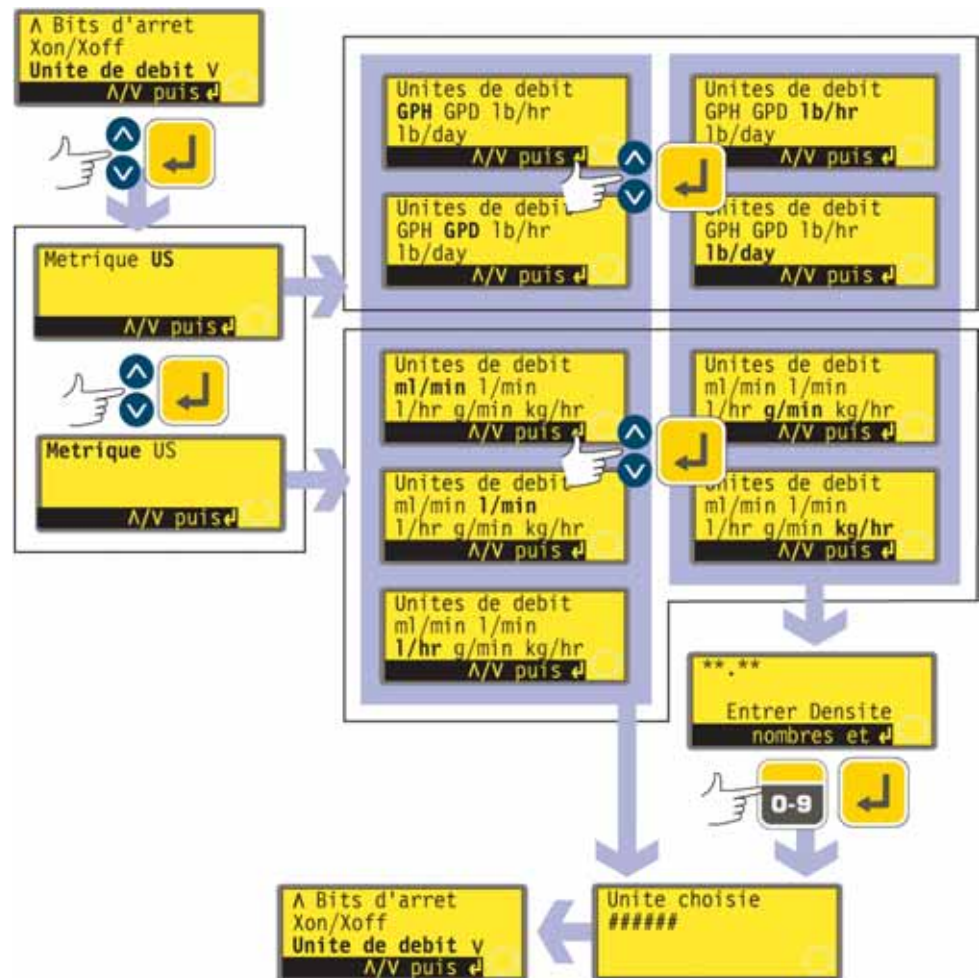 Λ Bits d'arret
Xon/Xoff
Unite de debit V
Λ/V puis ↲
Metrique US
Λ/V puis ↲
Metrique US
Λ/V puis ↲
Unites de debit
GPH GPD lb/hr
lb/day
Λ/V puis ↲
Unites de debit
GPH GPD lb/hr
lb/day
Λ/V puis ↲
Unites de debit
GPH GPD lb/hr
lb/day
Λ/V puis ↲
Unites de debit
GPH GPD lb/hr
lb/day
Λ/V puis ↲
Unites de debit
ml/min l/min
l/hr g/min kg/hr
Λ/V puis ↲
Unites de debit
ml/min l/min
l/hr g/min kg/hr
Λ/V puis ↲
Unites de debit
ml/min l/min
l/hr g/min kg/hr
Λ/V puis ↲
Unites de debit
ml/min l/min
l/hr g/min kg/hr
Λ/V puis ↲
Unites de debit
ml/min l/min
l/hr g/min kg/hr
Λ/V puis ↲
**.**
Entrer Densite
nombres et ↲
0-9
Unite choisie
######
Λ Bits d'arret
Xon/Xoff
Unite de debit V
Λ/V puis ↲